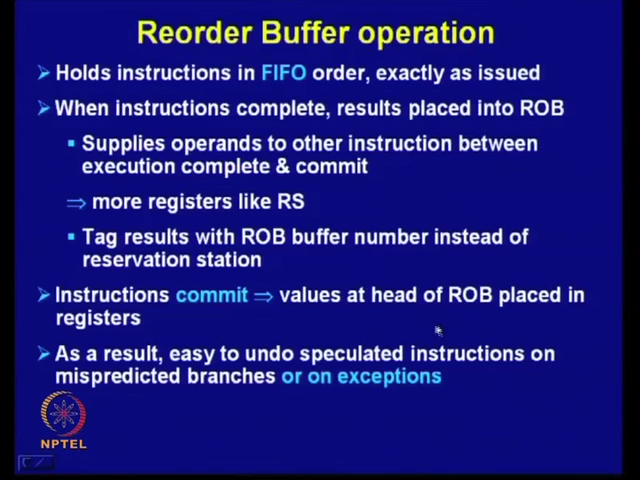 Reorder Buffer operation
➢ Holds instructions in FIFO order, exactly as issued
➢ When instructions complete, results placed into ROB
▪ Supplies operands to other instruction between
execution complete & commit
⇒ more registers like RS
▪ Tag results with ROB buffer number instead of
reservation station
➢ Instructions commit ⇒ values at head of ROB placed in
registers
➢ As a result, easy to undo speculated instructions on
mispredicted branches or on exceptions
NPTEL